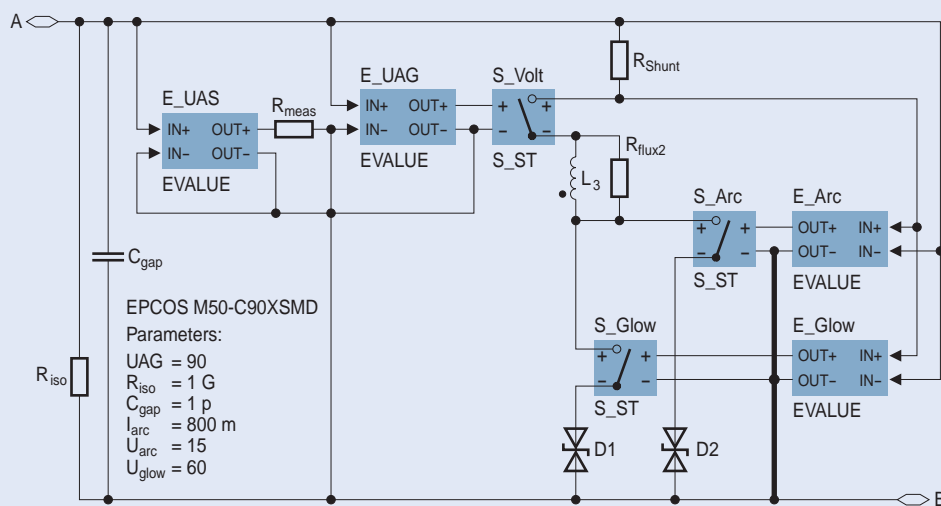 A
R_Shunt
E_UAS
IN+ OUT+
IN− OUT−
EVALUE
R_meas
E_UAG
IN+ OUT+
IN− OUT−
EVALUE
S_Volt
+ +
− −
S_ST
R_flux2
L_3
S_Arc
+ +
− −
S_ST
E_Arc
OUT+ IN+
OUT− IN−
EVALUE
C_gap
R_iso
EPCOS M50-C90XSMD
Parameters:
UAG = 90
R_iso = 1 G
C_gap = 1 p
I_arc = 800 m
U_arc = 15
U_glow = 60
S_Glow
+ +
− −
S_ST
E_Glow
OUT+ IN+
OUT− IN−
EVALUE
D1
D2